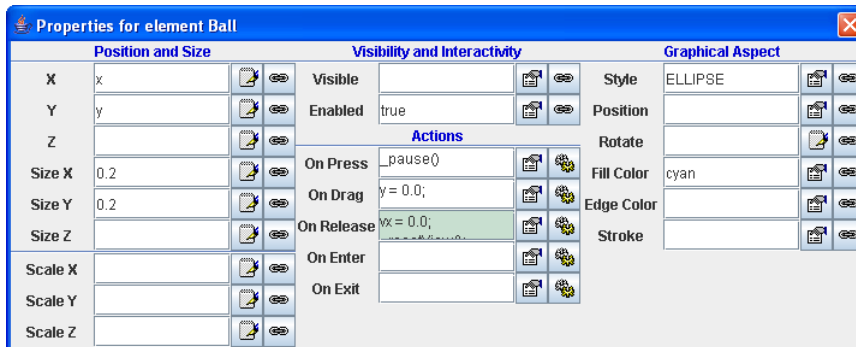 Properties for element Ball
Position and Size
X x
Y y
Z
Size X 0.2
Size Y 0.2
Size Z
Scale X
Scale Y
Scale Z
Visibility and Interactivity
Visible
Enabled true
Actions
On Press _pause()
On Drag y = 0.0;
On Release vx = 0.0;
On Enter
On Exit
Graphical Aspect
Style ELLIPSE
Position
Rotate
Fill Color cyan
Edge Color
Stroke